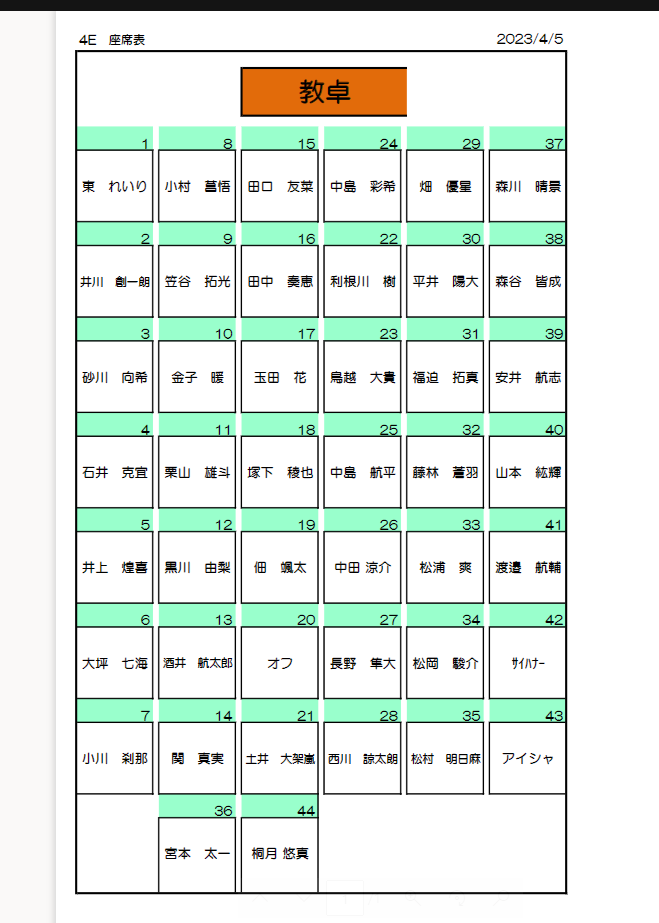 4E 座席表 2023/4/5
教卓
1 8 15 24 29 37
東 れいり 小村 菖悟 田口 友菜 中島 彩希 畑 優星 森川 晴景
2 9 16 22 30 38
井川 創一朗 笠谷 拓光 田中 奏恵 利根川 樹 平井 陽大 森谷 皆成
3 10 17 23 31 39
砂川 向希 金子 暖 玉田 花 鳥越 大貴 福迫 拓真 安井 航志
4 11 18 25 32 40
石井 克宜 栗山 雄斗 塚下 稜也 中島 航平 藤林 蒼羽 山本 紘輝
5 12 19 26 33 41
井上 煌喜 黒川 由梨 佃 颯太 中田 涼介 松浦 爽 渡邉 航輔
6 13 20 27 34 42
大坪 七海 酒井 航太郎 オフ 長野 隼大 松岡 駿介 ｻｲﾊﾅｰ
7 14 21 28 35 43
小川 刹那 関 真実 土井 大架嵐 西川 諒太朗 松村 明日麻 アイシャ
36 44
宮本 太一 桐月 悠真